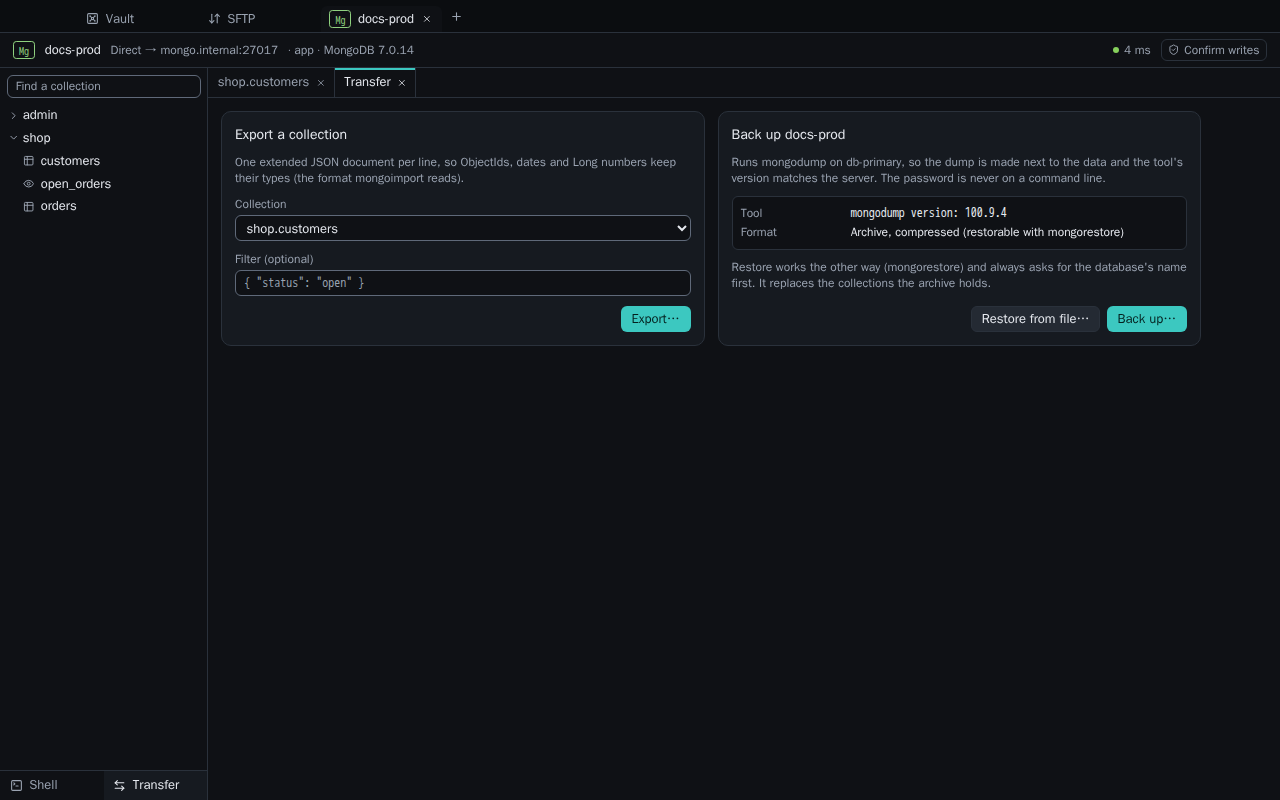 Vault
SFTP
Mg docs-prod × +
Mg docs-prod Direct → mongo.internal:27017 · app · MongoDB 7.0.14
4 ms
Confirm writes
Find a collection
admin
shop
customers
open_orders
orders
Shell
Transfer
shop.customers ×
Transfer ×
Export a collection
One extended JSON document per line, so ObjectIds, dates and Long numbers keep
their types (the format mongoimport reads).
Collection
shop.customers
Filter (optional)
{ "status": "open" }
Export···
Back up docs-prod
Runs mongodump on db-primary, so the dump is made next to the data and the tool's
version matches the server. The password is never on a command line.
Tool mongodump version: 100.9.4
Format Archive, compressed (restorable with mongorestore)
Restore works the other way (mongorestore) and always asks for the database's name
first. It replaces the collections the archive holds.
Restore from file···
Back up···